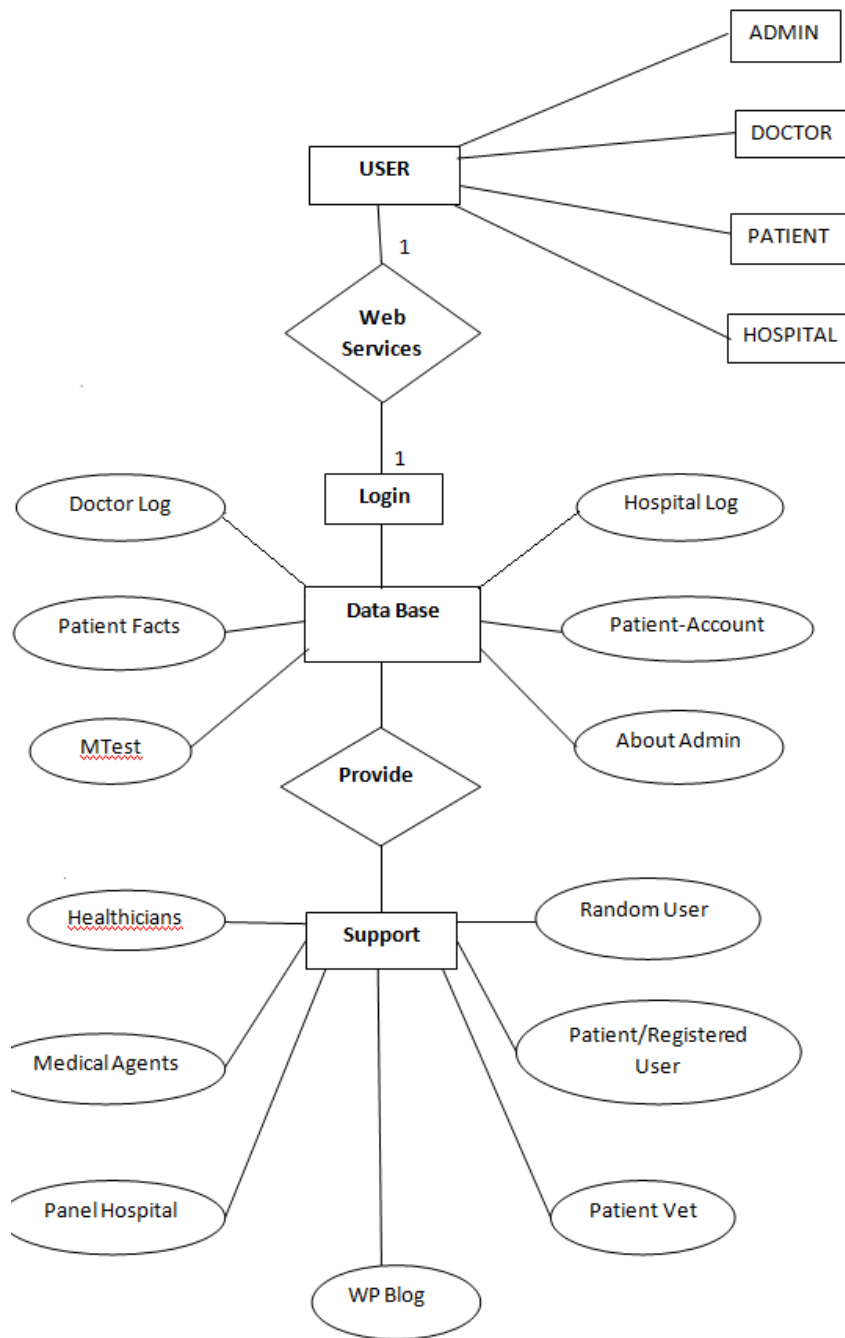 ADMIN
DOCTOR
USER
PATIENT
1
HOSPITAL
Web
Services
1
Login
Doctor Log
Hospital Log
Data Base
Patient Facts
Patient-Account
MTest
About Admin
Provide
Healthicians
Random User
Support
Medical Agents
Patient/Registered
User
Panel Hospital
Patient Vet
WP Blog